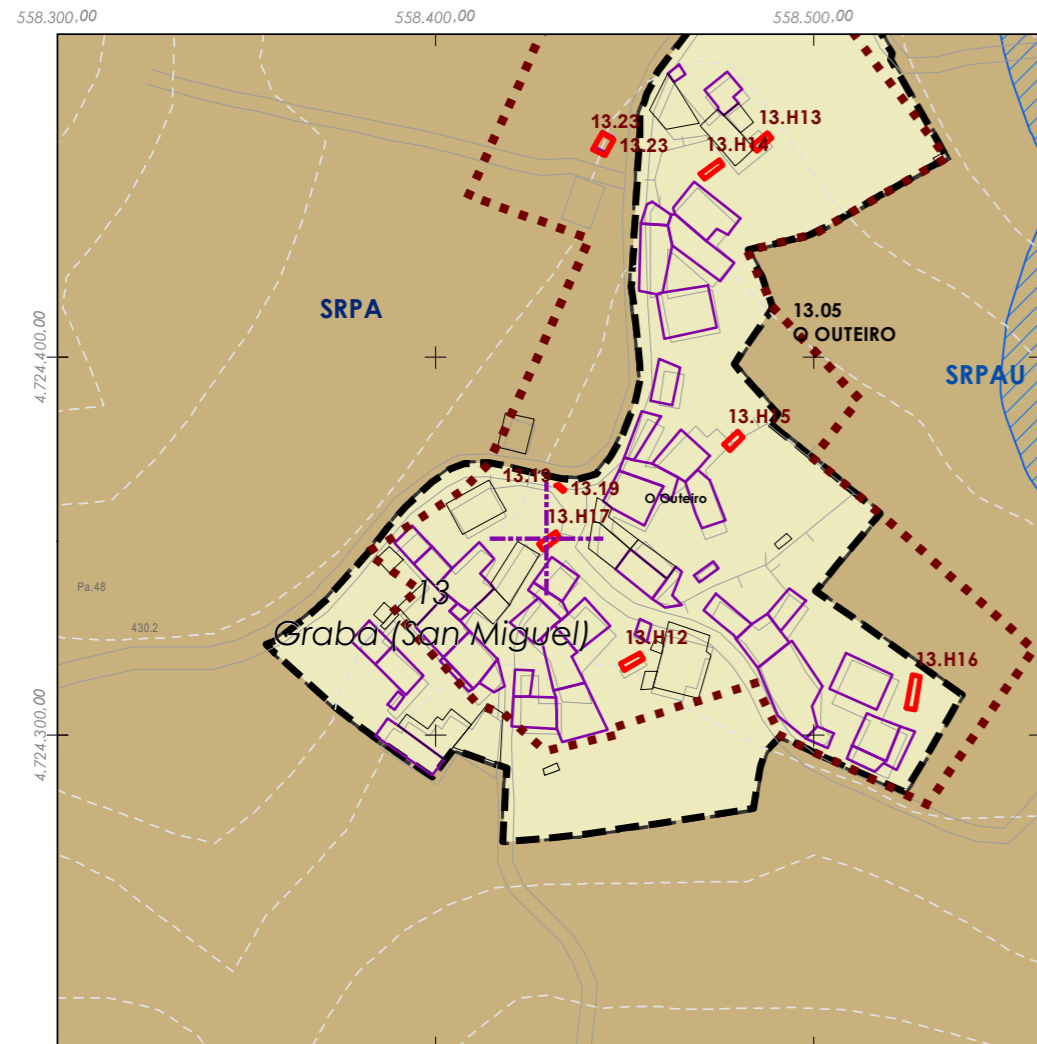 558.300,00
558.400,00
558.500,00
13.23
13.23
13.H13
13.H14
SRPA
13.05
O OUTEIRO
4.724.400,00
SRPAU
13.H15
13.19
13.19
O Outeiro
13.H17
Pa.48
13
Graba (San Miguel)
430.2
13.H12
13.H16
4.724.300,00